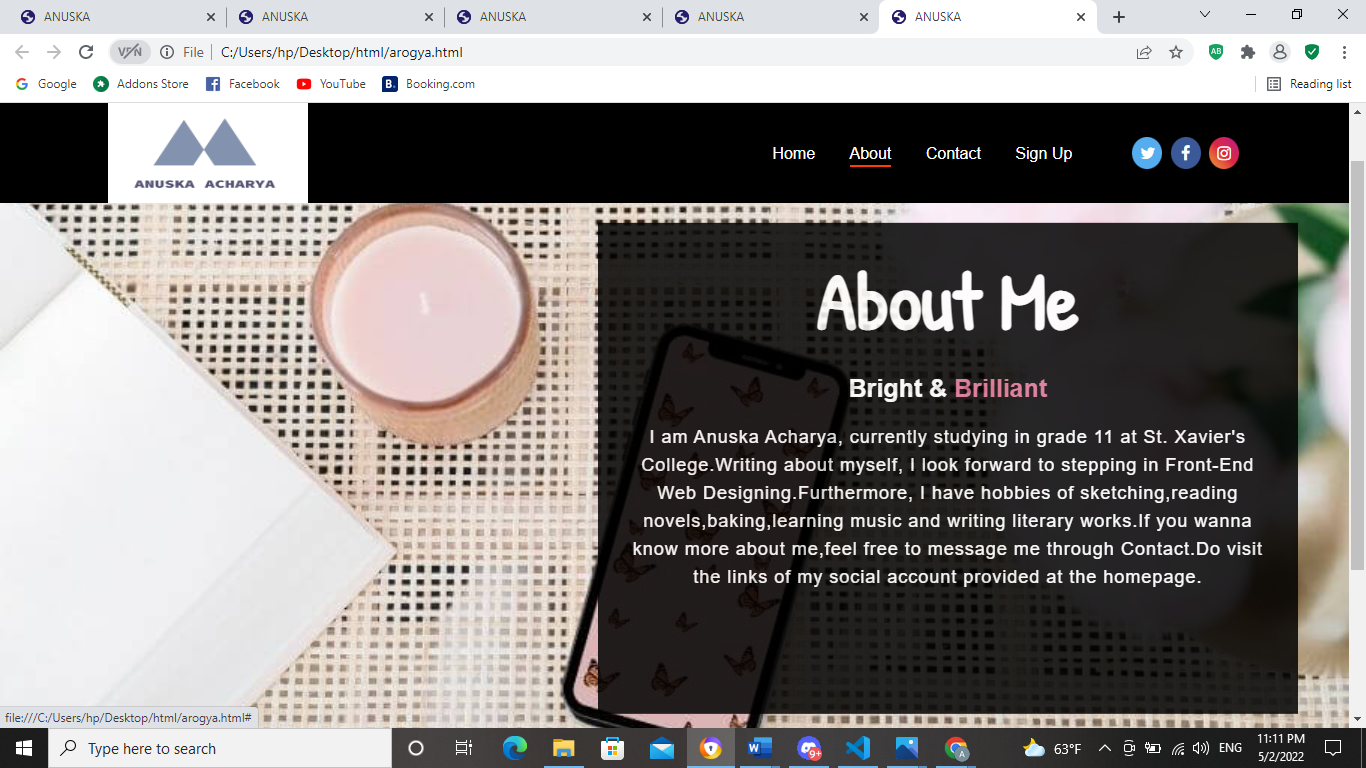 ANUSKA
ANUSKA
ANUSKA
ANUSKA
ANUSKA
VPN
File
C:/Users/hp/Desktop/html/arogya.html
AB
G Google
Addons Store
Facebook
YouTube
B. Booking.com
Reading list
ANUSKA ACHARYA
Home
About
Contact
Sign Up
About Me
Bright & Brilliant
I am Anuska Acharya, currently studying in grade 11 at St. Xavier's
College.Writing about myself, I look forward to stepping in Front-End
Web Designing.Furthermore, I have hobbies of sketching,reading
novels,baking,learning music and writing literary works.If you wanna
know more about me,feel free to message me through Contact.Do visit
the links of my social account provided at the homepage.
file:///C:/Users/hp/Desktop/html/arogya.html#
Type here to search
W
9+
A
63°F
ENG
11:11 PM
5/2/2022